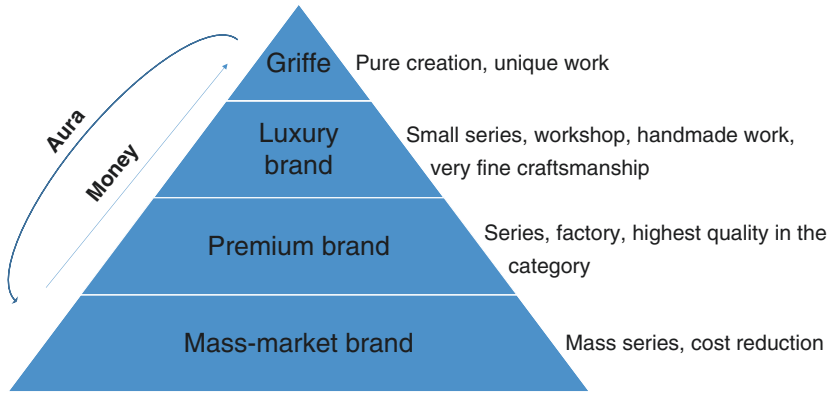 Griffe
Pure creation, unique work
Aura
Money
Luxury
brand
Small series, workshop, handmade work,
very fine craftsmanship
Premium brand
Series, factory, highest quality in the
category
Mass-market brand
Mass series, cost reduction